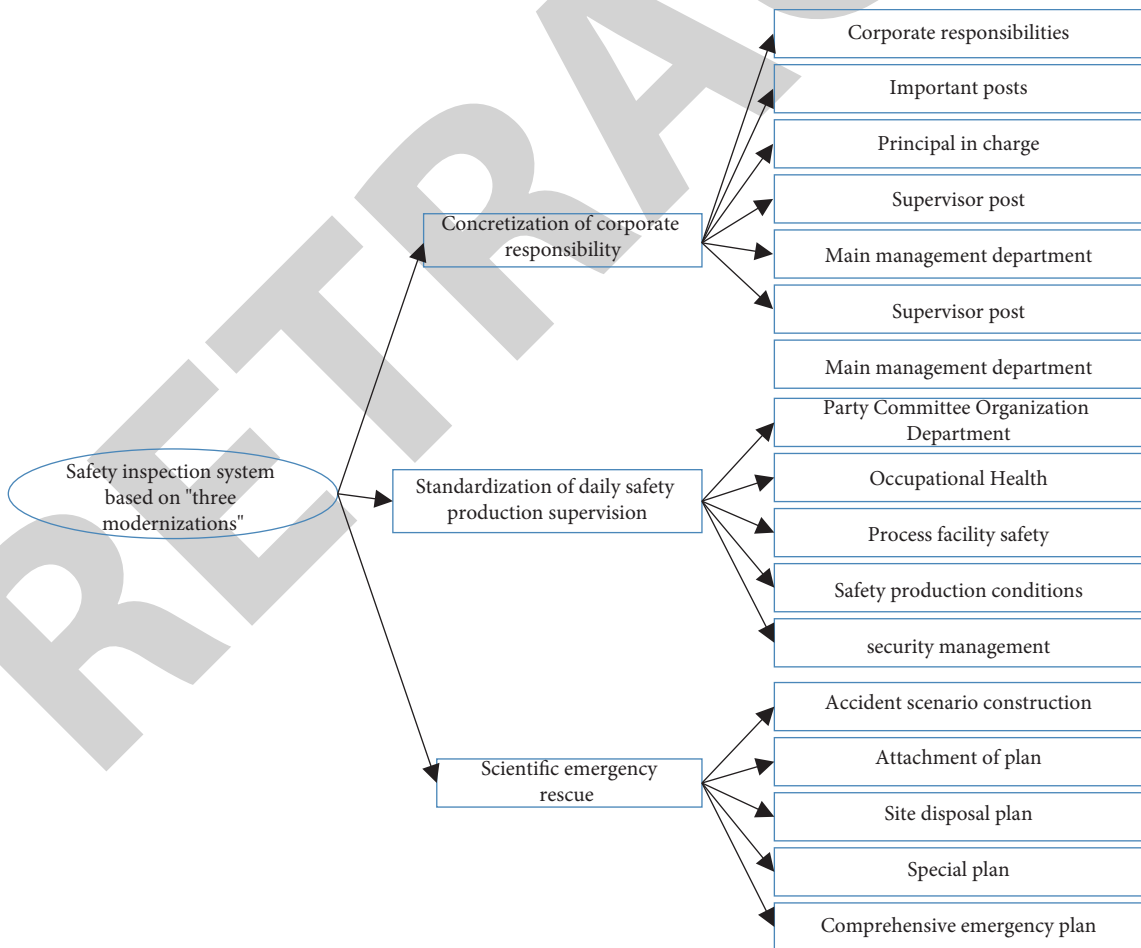 Safety inspection system
based on "three
modernizations"
Concretization of corporate
responsibility
Standardization of daily safety
production supervision
Scientific emergency
rescue
Corporate responsibilities
Important posts
Principal in charge
Supervisor post
Main management department
Supervisor post
Main management department
Party Committee Organization
Department
Occupational Health
Process facility safety
Safety production conditions
security management
Accident scenario construction
Attachment of plan
Site disposal plan
Special plan
Comprehensive emergency plan
RETRAC